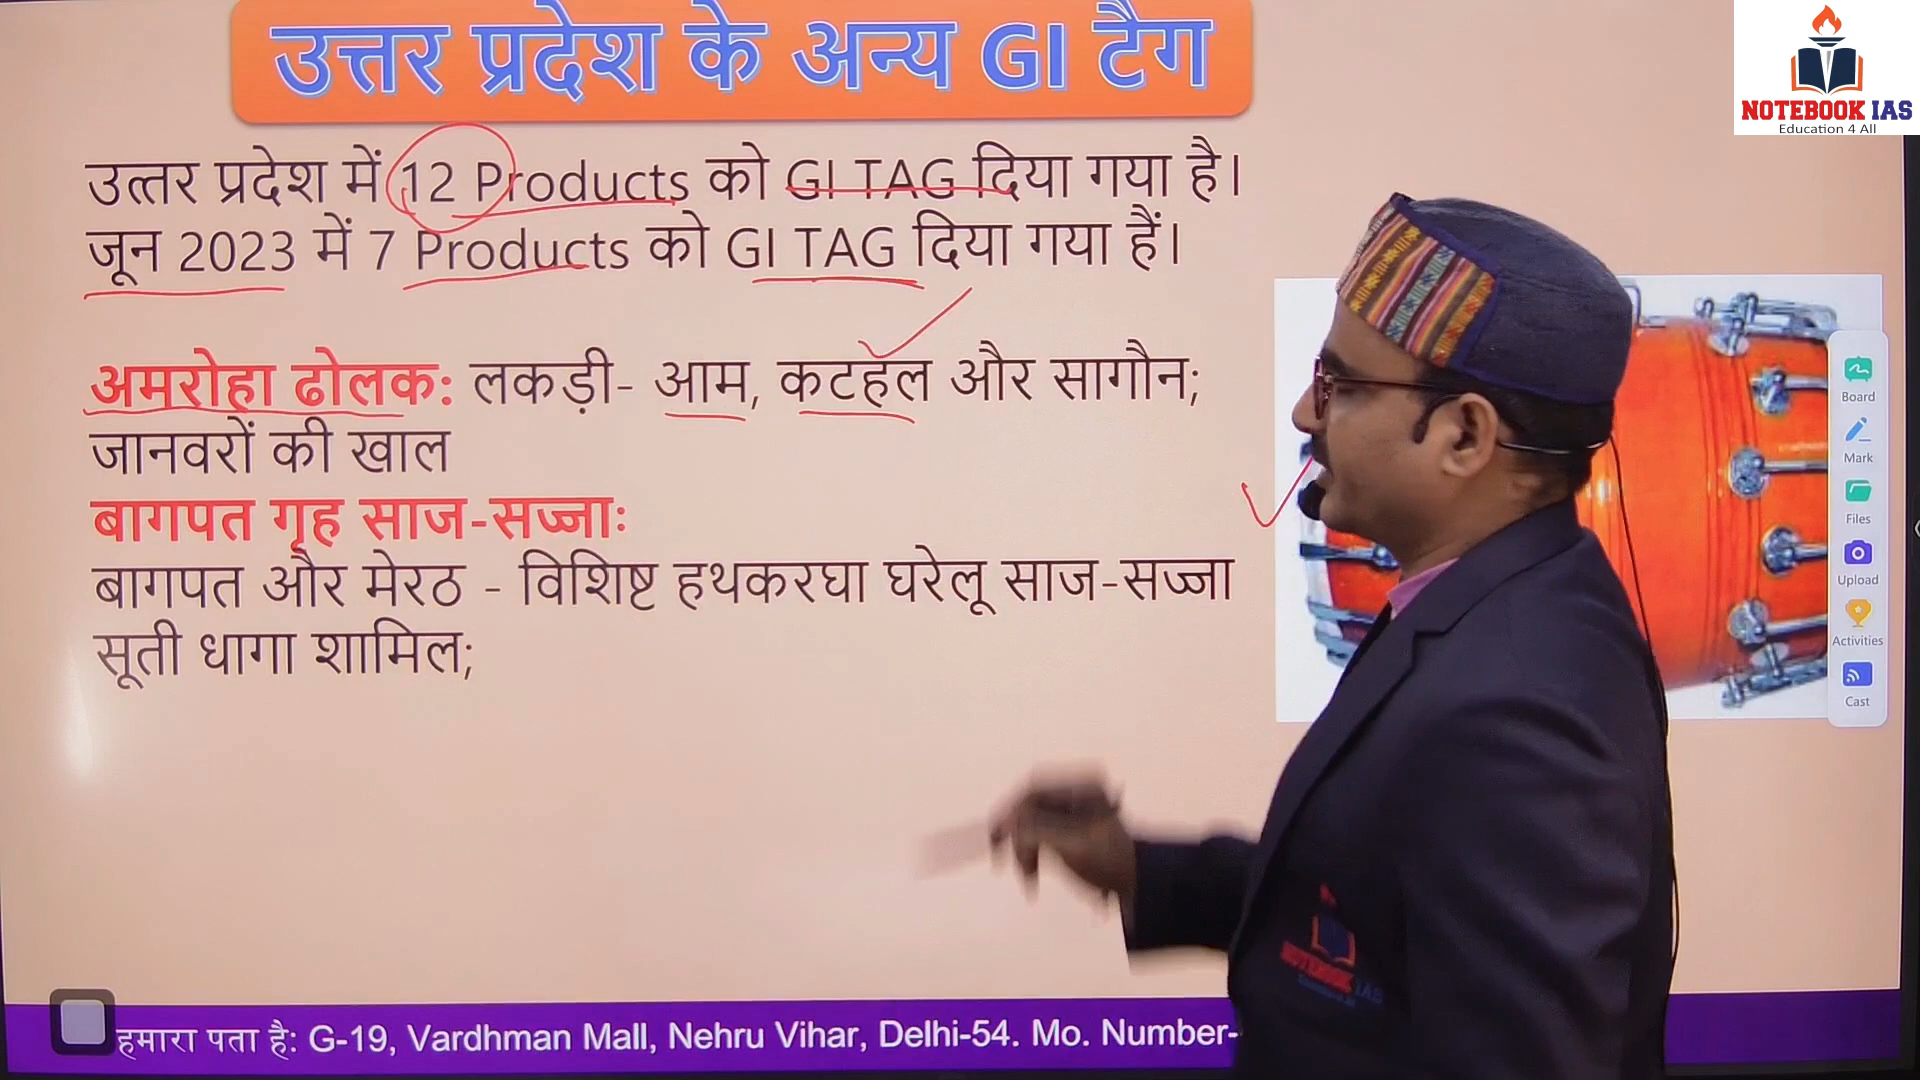 उत्तर प्रदेश के अन्य GI टैग
NOTEBOOK IAS
Education 4 All
उत्तर प्रदेश में 12 Products को GI TAG दिया गया है।
जून 2023 में 7 Products को GI TAG दिया गया हैं।
अमरोहा ढोलक: लकड़ी- आम, कटहल और सागौन;
जानवरों की खाल
बागपत गृह साज-सज्जाः
बागपत और मेरठ - विशिष्ट हथकरघा घरेलू साज-सज्जा
सूती धागा शामिल;
Board
Mark
Files
Upload
Activities
Cast
NOTEBOOK IAS
हमारा पता है: G-19, Vardhman Mall, Nehru Vihar, Delhi-54. Mo. Number-